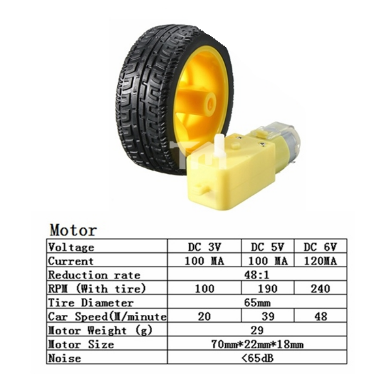 Motor
Voltage DC 3V DC 5V DC 6V
Current 100 MA 100 MA 120MA
Reduction rate 48:1
RPM (With tire) 100 190 240
Tire Diameter 65mm
Car Speed(M/minute 20 39 48
Motor Weight (g) 29
Motor Size 70mm*22mm*18mm
Noise <65dB